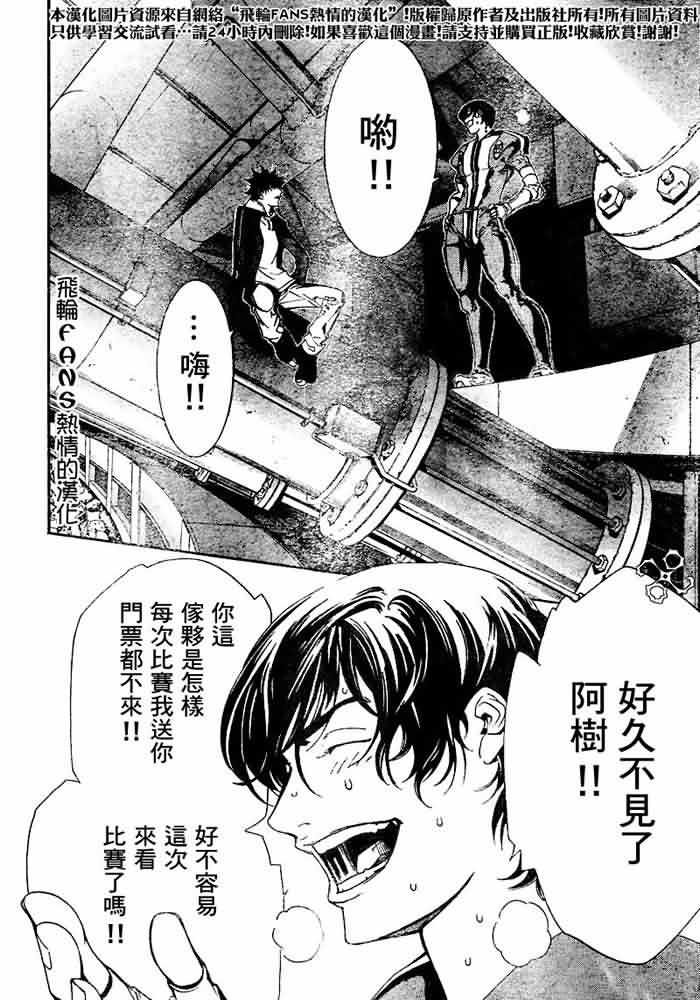 本漢化圖片資源來自網絡“飛輪FANS熱情的漢化”!版權歸原作者及出版社所有!所有圖片資料
只供學習交流試看…請24小時內刪除!如果喜歡這個漫畫!請支持並購買正版!收藏欣賞!謝謝!
喲!!
…嗨!!
飛輪FANS熱情的漢化
好久不見了
阿樹!!
你這
傢夥是怎樣
每次比賽我送你
門票都不來!!
好不容易
這次
來看
比賽了嗎!!